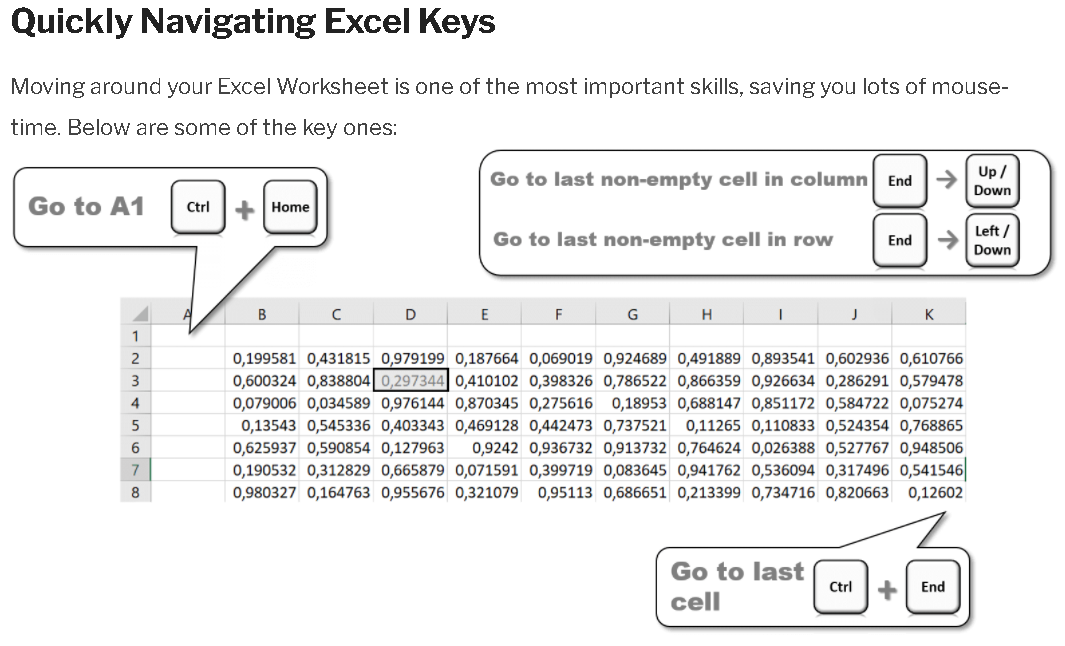 Quickly Navigating Excel Keys
Moving around your Excel Worksheet is one of the most important skills, saving you lots of mouse-
time. Below are some of the key ones:
Go to A1 Ctrl + Home
Go to last non-empty cell in column End → Up / Down
Go to last non-empty cell in row End → Left / Down
A B C D E F G H I J K
1
2 0,199581 0,431815 0,979199 0,187664 0,069019 0,924689 0,491889 0,893541 0,602936 0,610766
3 0,600324 0,838804 0,297344 0,410102 0,398326 0,786522 0,866359 0,926634 0,286291 0,579478
4 0,079006 0,034589 0,976144 0,870345 0,275616 0,18953 0,688147 0,851172 0,584722 0,075274
5 0,13543 0,545336 0,403343 0,469128 0,442473 0,737521 0,11265 0,110833 0,524354 0,768865
6 0,625937 0,590854 0,127963 0,9242 0,936732 0,913732 0,764624 0,026388 0,527767 0,948506
7 0,190532 0,312829 0,665879 0,071591 0,399719 0,083645 0,941762 0,536094 0,317496 0,541546
8 0,980327 0,164763 0,955676 0,321079 0,95113 0,686651 0,213399 0,734716 0,820663 0,12602
Go to last
cell Ctrl + End